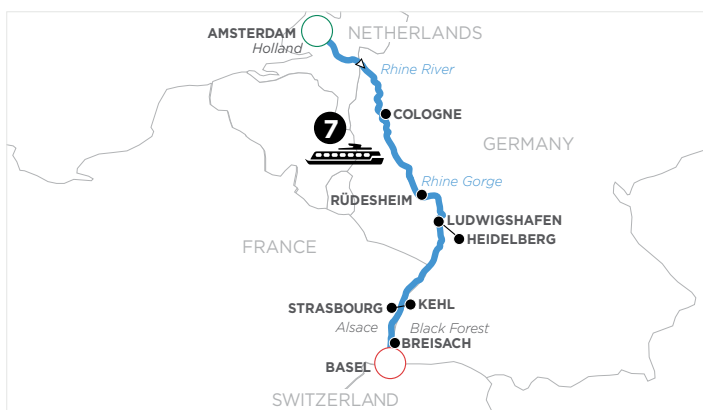 AMSTERDAM
Holland
NETHERLANDS
Rhine River
COLOGNE
7
GERMANY
Rhine Gorge
RÜDESHEIM
LUDWIGSHAFEN
HEIDELBERG
FRANCE
STRASBOURG
KEHL
Alsace
Black Forest
BREISACH
BASEL
SWITZERLAND